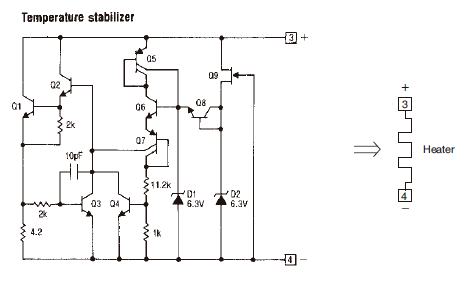 Temperature stabilizer
3 +
Q5
Q2
Q9
Q1
Q6
Q8
+
3
2k
Q7
Heater
10pF
11.2k
D1
6.3V
D2
6.3V
2k
Q3
Q4
4
−
4.2
1k
4 −